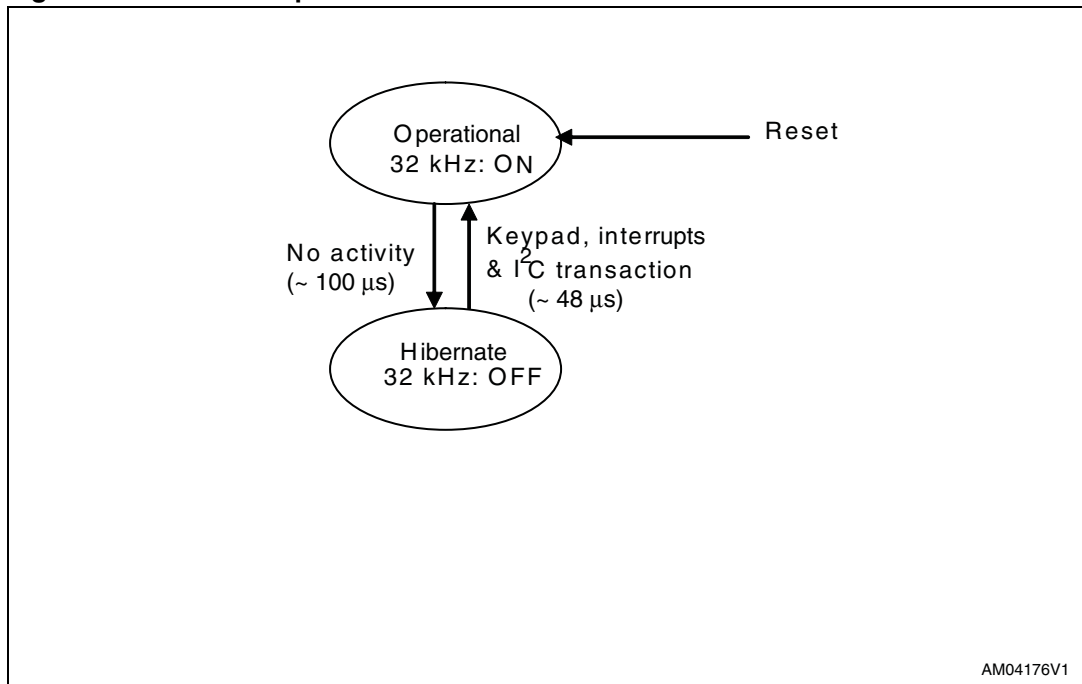 Operational
32 kHz: ON
Reset
No activity
(~ 100 μs)
Keypad, interrupts
& I²C transaction
(~ 48 μs)
Hibernate
32 kHz: OFF
AM04176V1